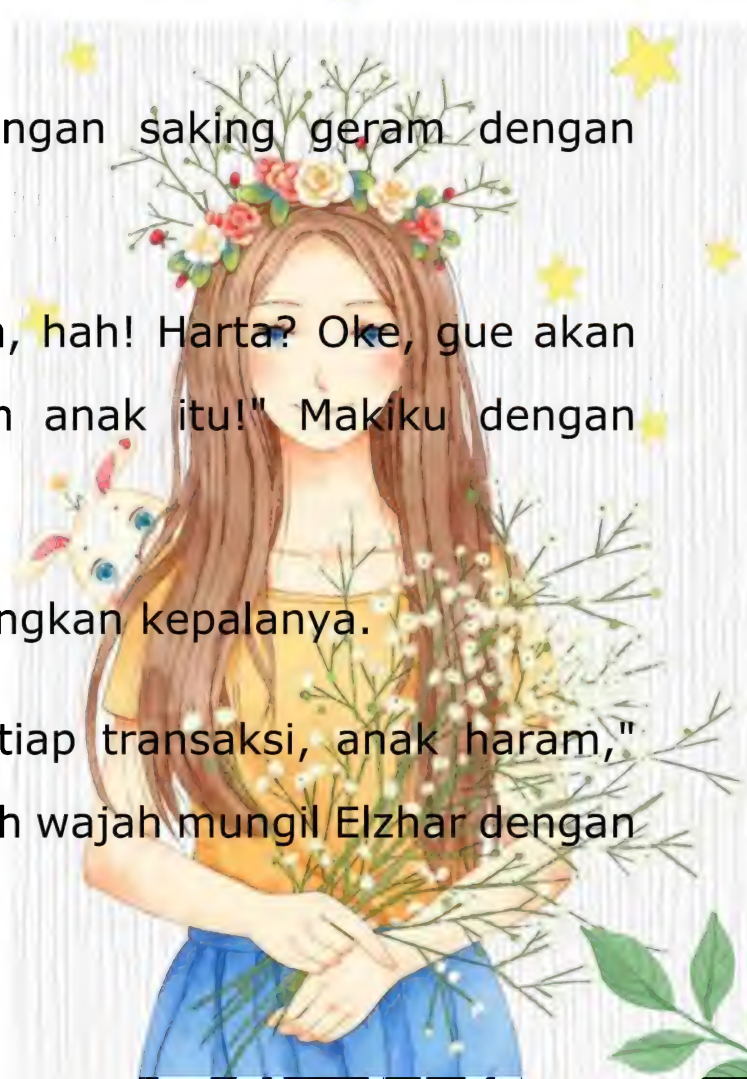 ngan saking geram dengan
, hah! Harta? Oke, gue akan
anak itu!" Makiku dengan
ngkan kepalanya.
tiap transaksi, anak haram,"
h wajah mungil Elzhar dengan